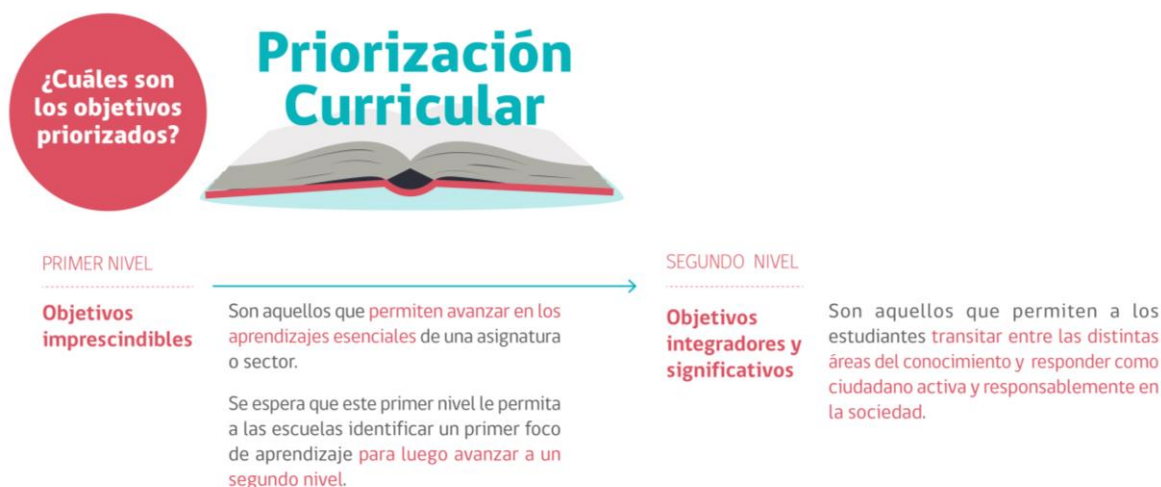 ¿Cuáles son
los objetivos
priorizados?
Priorización
Curricular
PRIMER NIVEL
Objetivos
imprescindibles
Son aquellos que permiten avanzar en los
aprendizajes esenciales de una asignatura
o sector.
Se espera que este primer nivel le permita
a las escuelas identificar un primer foco
de aprendizaje para luego avanzar a un
segundo nivel.
SEGUNDO NIVEL
Objetivos
integradores y
significativos
Son aquellos que permiten a los
estudiantes transitar entre las distintas
áreas del conocimiento y responder como
ciudadano activa y responsablemente en
la sociedad.